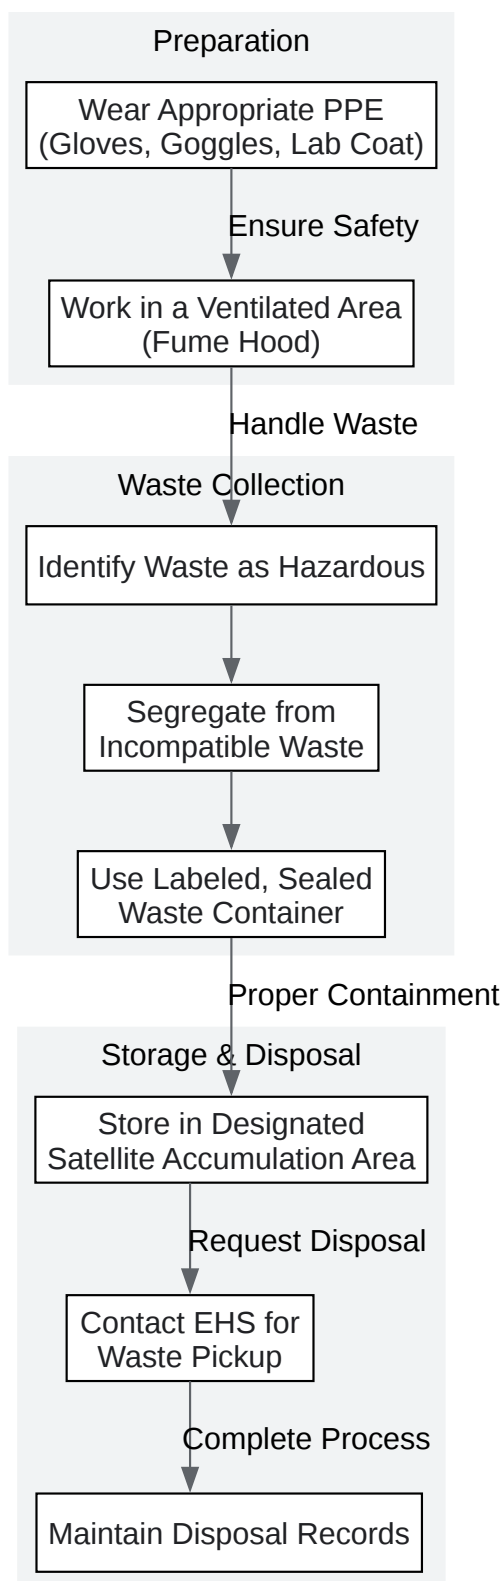 Preparation
Wear Appropriate PPE
(Gloves, Goggles, Lab Coat)
Ensure Safety
Work in a Ventilated Area
(Fume Hood)
Handle Waste
Waste Collection
Identify Waste as Hazardous
Segregate from
Incompatible Waste
Use Labeled, Sealed
Waste Container
Proper Containment
Storage & Disposal
Store in Designated
Satellite Accumulation Area
Request Disposal
Contact EHS for
Waste Pickup
Complete Process
Maintain Disposal Records